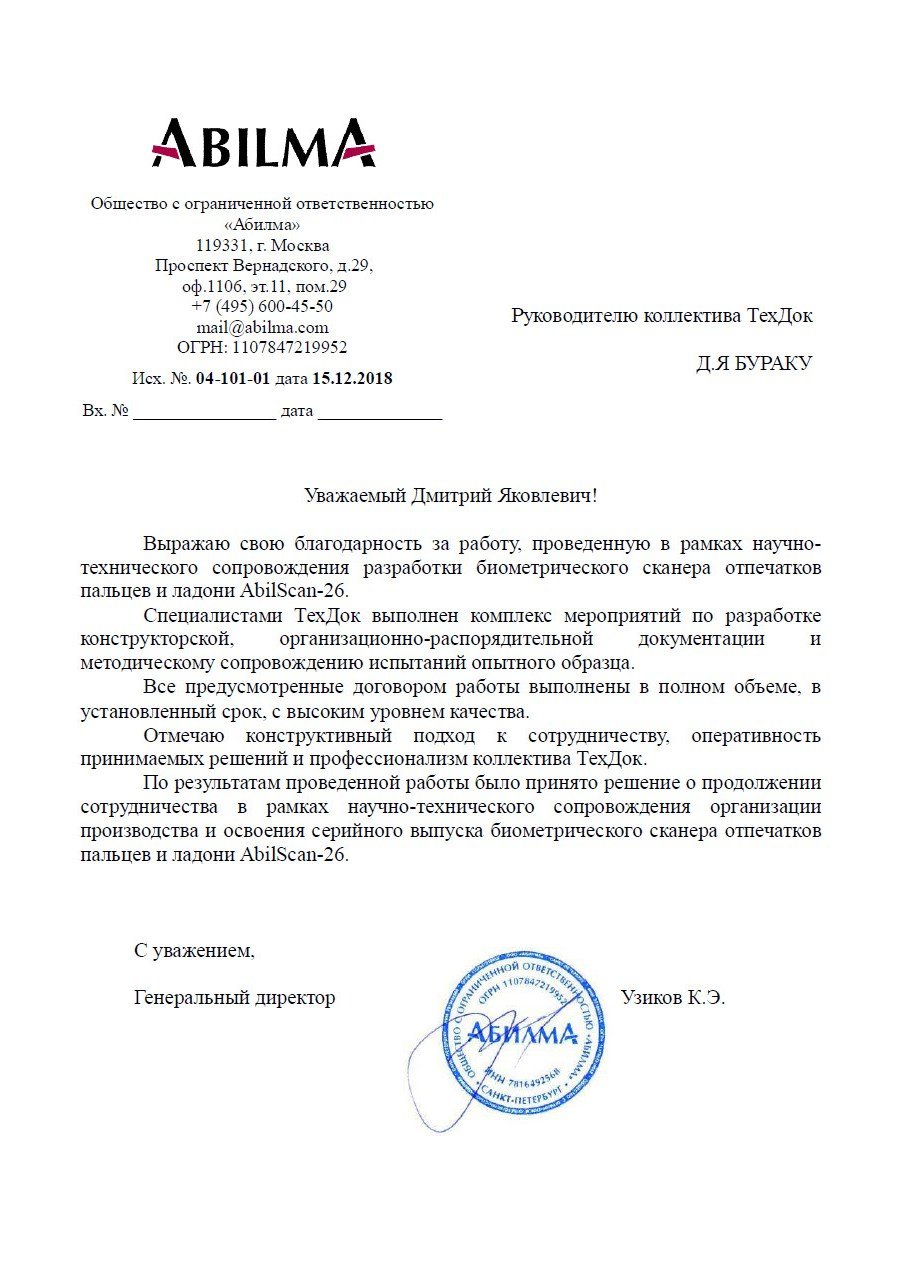 ABILMA
Общество с ограниченной ответственностью
«Абилма»
119331, г. Москва
Проспект Вернадского, д.29,
оф.1106, эт.11, пом.29
+7 (495) 600-45-50
mail@abilma.com
ОГРН: 1107847219952
Исх. №. 04-101-01 дата 15.12.2018
Вх. № ________________ дата ______________
Руководителю коллектива ТехДок
Д.Я БУРАКУ
Уважаемый Дмитрий Яковлевич!
Выражаю свою благодарность за работу, проведенную в рамках научно-
технического сопровождения разработки биометрического сканера отпечатков
пальцев и ладони AbilScan-26.
Специалистами ТехДок выполнен комплекс мероприятий по разработке
конструкторской, организационно-распорядительной документации и
методическому сопровождению испытаний опытного образца.
Все предусмотренные договором работы выполнены в полном объеме, в
установленный срок, с высоким уровнем качества.
Отмечаю конструктивный подход к сотрудничеству, оперативность
принимаемых решений и профессионализм коллектива ТехДок.
По результатам проведенной работы было принято решение о продолжении
сотрудничества в рамках научно-технического сопровождения организации
производства и освоения серийного выпуска биометрического сканера отпечатков
пальцев и ладони AbilScan-26.
С уважением,
Генеральный директор
Узиков К.Э.
ОБЩЕСТВО С ОГРАНИЧЕННОЙ ОТВЕТСТВЕННОСТЬЮ «АБИЛМА»
ОГРН 1107847219952
АБИЛМА
ИНН 7816492568
• САНКТ-ПЕТЕРБУРГ •